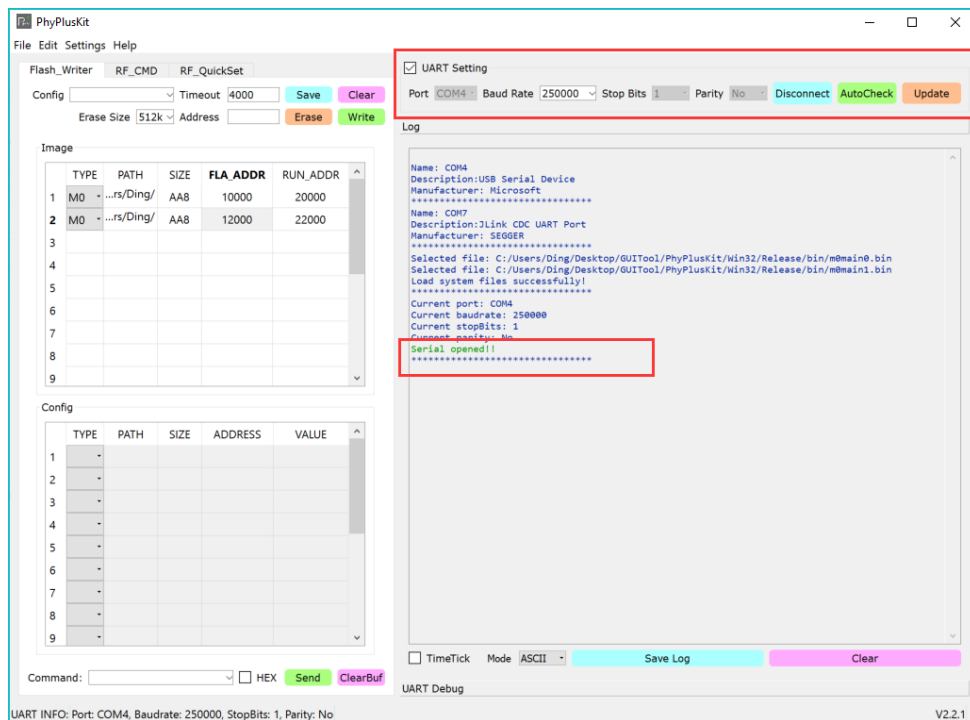 PhyPlusKit
File Edit Settings Help
Flash_Writer RF_CMD RF_QuickSet
Config Timeout 4000 Save Clear
Erase Size 512k Address Erase Write
Image
TYPE PATH SIZE FLA_ADDR RUN_ADDR
1 M0 ...rs/Ding/ AA8 10000 20000
2 M0 ...rs/Ding/ AA8 12000 22000
3
4
5
6
7
8
9
Config
TYPE PATH SIZE ADDRESS VALUE
1
2
3
4
5
6
7
8
9
Command: HEX Send ClearBuf
UART Setting
Port COM4 Baud Rate 250000 Stop Bits 1 Parity No Disconnect AutoCheck Update
Log
Name: COM4
Description:USB Serial Device
Manufacturer: Microsoft
********************************
Name: COM7
Description:JLink CDC UART Port
Manufacturer: SEGGER
********************************
Selected file: C:/Users/Ding/Desktop/GUITool/PhyPlusKit/Win32/Release/bin/m0main0.bin
Selected file: C:/Users/Ding/Desktop/GUITool/PhyPlusKit/Win32/Release/bin/m0main1.bin
Load system files successfully!
********************************
Current port: COM4
Current baudrate: 250000
Current stopBits: 1
Current parity: No
Serial opened!!
********************************
TimeTick Mode ASCII Save Log Clear
UART Debug
UART INFO: Port: COM4, Baudrate: 250000, StopBits: 1, Parity: No V2.2.1